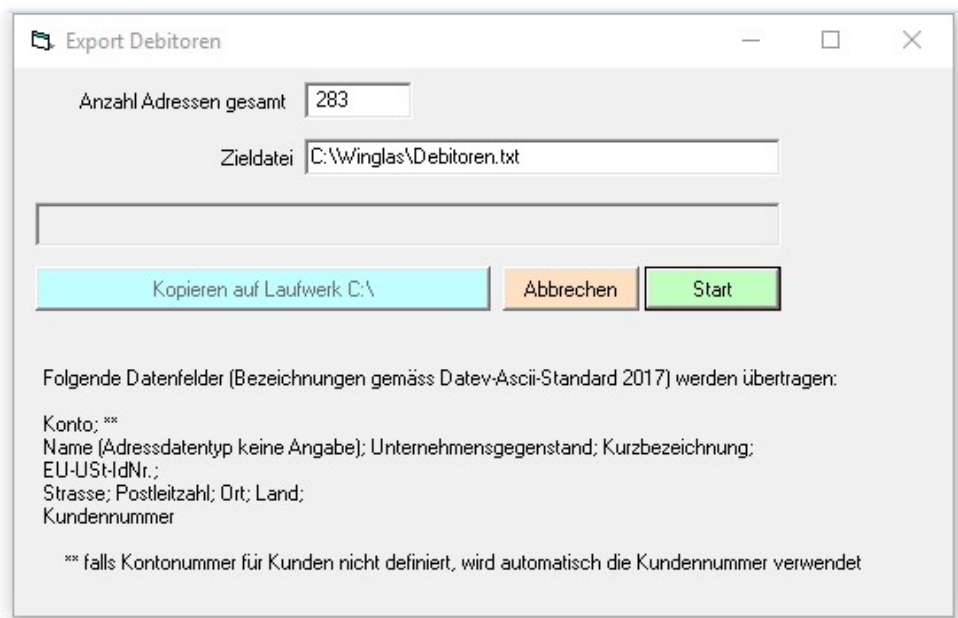 Export Debitoren
Anzahl Adressen gesamt 283
Zieldatei C:\Winglas\Debitoren.txt
Kopieren auf Laufwerk C:\ Abbrechen Start
Folgende Datenfelder (Bezeichnungen gemäss Datev-Ascii-Standard 2017) werden übertragen:
Konto; **
Name (Adressdatentyp keine Angabe); Unternehmensgegenstand; Kurzbezeichnung;
EU-USt-IdNr.;
Strasse; Postleitzahl; Ort; Land;
Kundennummer
** falls Kontonummer für Kunden nicht definiert, wird automatisch die Kundennummer verwendet